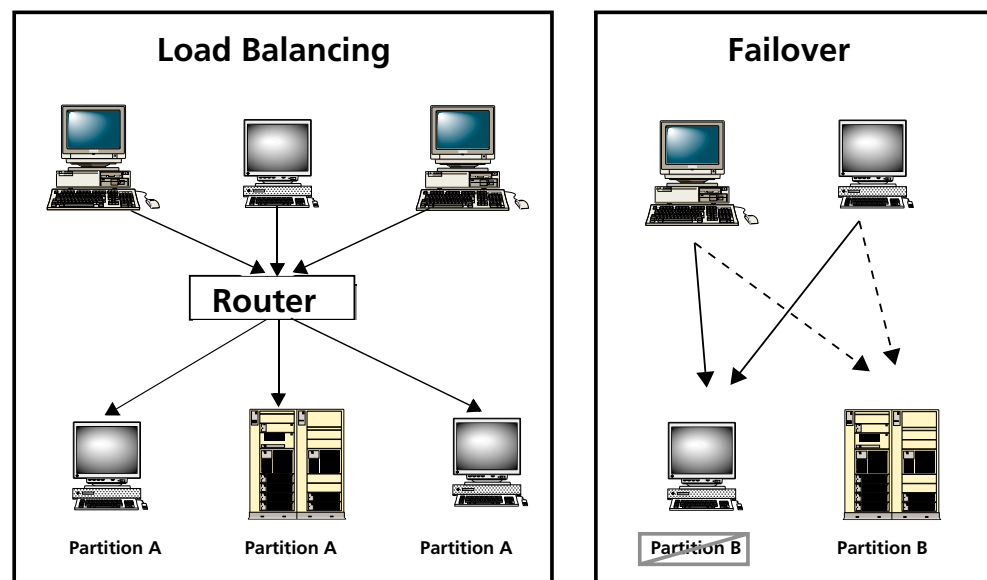 Load Balancing
Router
Partition A
Partition A
Partition A
Failover
Partition B
Partition B